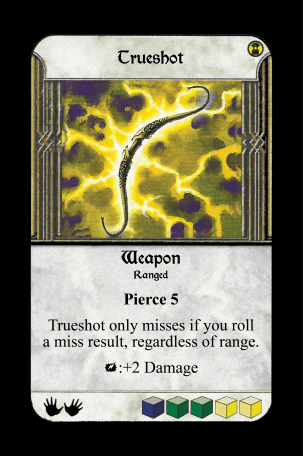 Trueshot
Weapon
Ranged
Pierce 5
Trueshot only misses if you roll
a miss result, regardless of range.
:+2 Damage